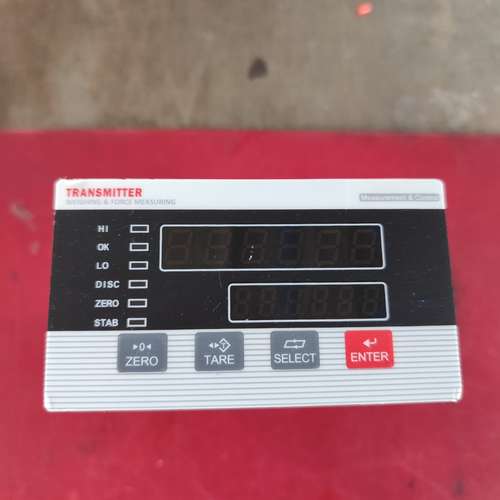 TRANSMITTER
WEIGHING & FORCE MEASURING
Measurement & Control
HI
OK
LO
DISC
ZERO
STAB
ZERO
TARE
SELECT
ENTER